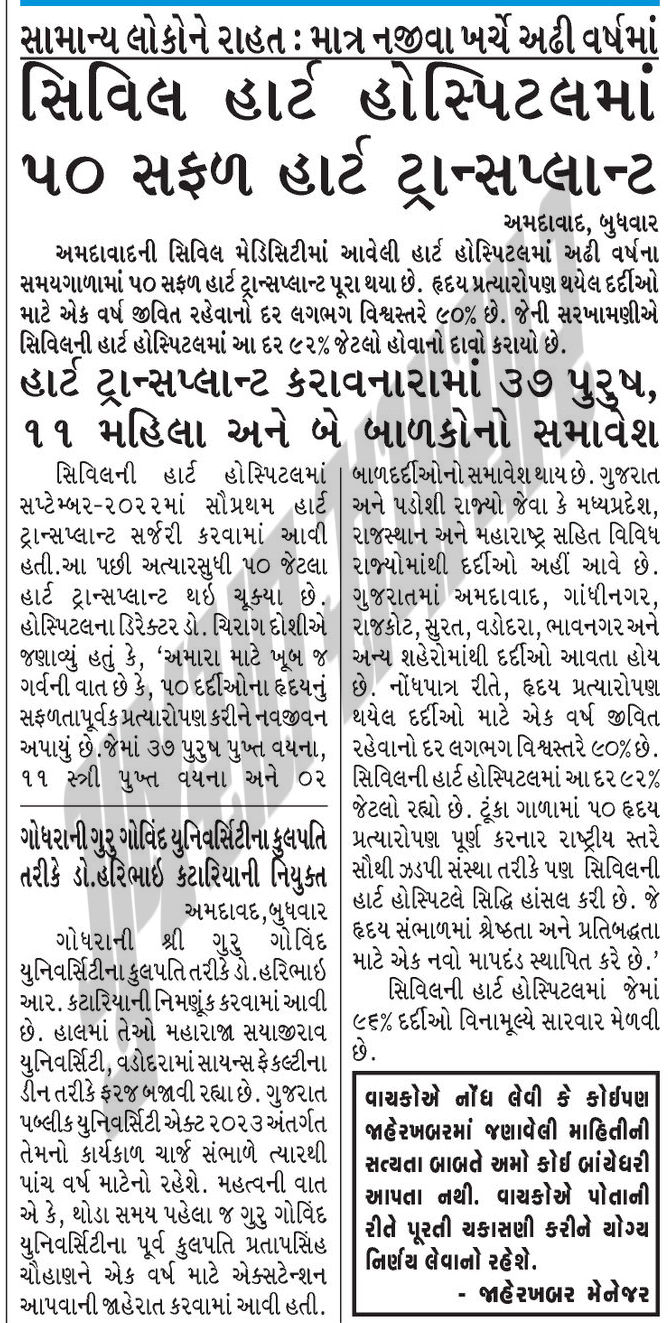 સામાન્ય લોકોને રાહત : માત્ર નજીવા ખર્ચે અઢી વર્ષમાં
સિવિલ હાર્ટ હોસ્પિટલમાં
૫૦ સફળ હાર્ટ ટ્રાન્સપ્લાન્ટ
અમદાવાદ, બુધવાર
અમદાવાદની સિવિલ મેડિસિટીમાં આવેલી હાર્ટ હોસ્પિટલમાં અઢી વર્ષના
સમયગાળામાં ૫૦ સફળ હાર્ટ ટ્રાન્સપ્લાન્ટ પૂરા થયા છે. હૃદય પ્રત્યારોપણ થયેલ દર્દીઓ
માટે એક વર્ષ જીવિત રહેવાનો દર લગભગ વિશ્વસ્તરે ૯૦% છે. જેની સરખામણીએ
સિવિલની હાર્ટ હોસ્પિટલમાં આ દર ૯૨% જેટલો હોવાનો દાવો કરાયો છે.
હાર્ટ ટ્રાન્સપ્લાન્ટ કરાવનારામાં ૩૭ પુરુષ,
૧૧ મહિલા અને બે બાળકોનો સમાવેશ
સિવિલની હાર્ટ હોસ્પિટલમાં
સપ્ટેમ્બર-૨૦૨૨માં સૌપ્રથમ હાર્ટ
ટ્રાન્સપ્લાન્ટ સર્જરી કરવામાં આવી
હતી.આ પછી અત્યારસુધી ૫૦ જેટલા
હાર્ટ ટ્રાન્સપ્લાન્ટ થઇ ચૂક્યા છે.
હોસ્પિટલના ડિરેક્ટર ડો. ચિરાગ દોશીએ
જણાવ્યું હતું કે, ‘અમારા માટે ખૂબ જ
ગર્વની વાત છે કે, ૫૦ દર્દીઓના હૃદયનું
સફળતાપૂર્વક પ્રત્યારોપણ કરીને નવજીવન
અપાયું છે.જેમાં ૩૭ પુરુષ પુખ્ત વયના,
૧૧ સ્ત્રી પુખ્ત વયના અને ૦૨
બાળદર્દીઓનો સમાવેશ થાય છે. ગુજરાત
અને પડોશી રાજ્યો જેવા કે મધ્યપ્રદેશ,
રાજસ્થાન અને મહારાષ્ટ્ર સહિત વિવિધ
રાજ્યોમાંથી દર્દીઓ અહીં આવે છે.
ગુજરાતમાં અમદાવાદ, ગાંધીનગર,
રાજકોટ, સુરત, વડોદરા, ભાવનગર અને
અન્ય શહેરોમાંથી દર્દીઓ આવતા હોય
છે. નોંધપાત્ર રીતે, હૃદય પ્રત્યારોપણ
થયેલ દર્દીઓ માટે એક વર્ષ જીવિત
રહેવાનો દર લગભગ વિશ્વસ્તરે ૯૦% છે.
સિવિલની હાર્ટ હોસ્પિટલમાં આ દર ૯૨%
જેટલો રહ્યો છે. ટૂંકા ગાળામાં ૫૦ હૃદય
પ્રત્યારોપણ પૂર્ણ કરનાર રાષ્ટ્રીય સ્તરે
સૌથી ઝડપી સંસ્થા તરીકે પણ સિવિલની
હાર્ટ હોસ્પિટલે સિદ્ધિ હાંસલ કરી છે. જે
હૃદય સંભાળમાં શ્રેષ્ઠતા અને પ્રતિબદ્ધતા
માટે એક નવો માપદંડ સ્થાપિત કરે છે.’
સિવિલની હાર્ટ હોસ્પિટલમાં જેમાં
૯૬% દર્દીઓ વિનામૂલ્યે સારવાર મેળવી
છે.
ગોધરાની ગુરુ ગોવિંદ યુનિવર્સિટીના કુલપતિ
તરીકે ડો.હરિભાઇ કટારિયાની નિયુક્ત
અમદાવદ,બુધવાર
ગોધરાની શ્રી ગુરુ ગોવિંદ
યુનિવર્સિટીના કુલપતિ તરીકે ડો.હરિભાઇ
આર. કટારિયાની નિમણૂંક કરવામાં આવી
છે. હાલમાં તેઓ મહારાજા સયાજીરાવ
યુનિવર્સિટી, વડોદરામાં સાયન્સ ફેકલ્ટીના
ડીન તરીકે ફરજ બજાવી રહ્યા છે. ગુજરાત
પબ્લીક યુનિવર્સિટી એક્ટ ૨૦૨૩ અંતર્ગત
તેમનો કાર્યકાળ ચાર્જ સંભાળે ત્યારથી
પાંચ વર્ષ માટેનો રહેશે. મહત્વની વાત
એ કે, થોડા સમય પહેલા જ ગુરુ ગોવિંદ
યુનિવર્સિટીના પૂર્વ કુલપતિ પ્રતાપસિંહ
ચૌહાણને એક વર્ષ માટે એક્સટેન્શન
આપવાની જાહેરાત કરવામાં આવી હતી.
વાચકોએ નોંધ લેવી કે કોઇપણ
જાહેરખબરમાં જણાવેલી માહિતીની
સત્યતા બાબતે અમો કોઇ બાંયેધરી
આપતા નથી. વાચકોએ પોતાની
રીતે પૂરતી ચકાસણી કરીને યોગ્ય
નિર્ણય લેવાનો રહેશે.
- જાહેરખબર મેનેજર